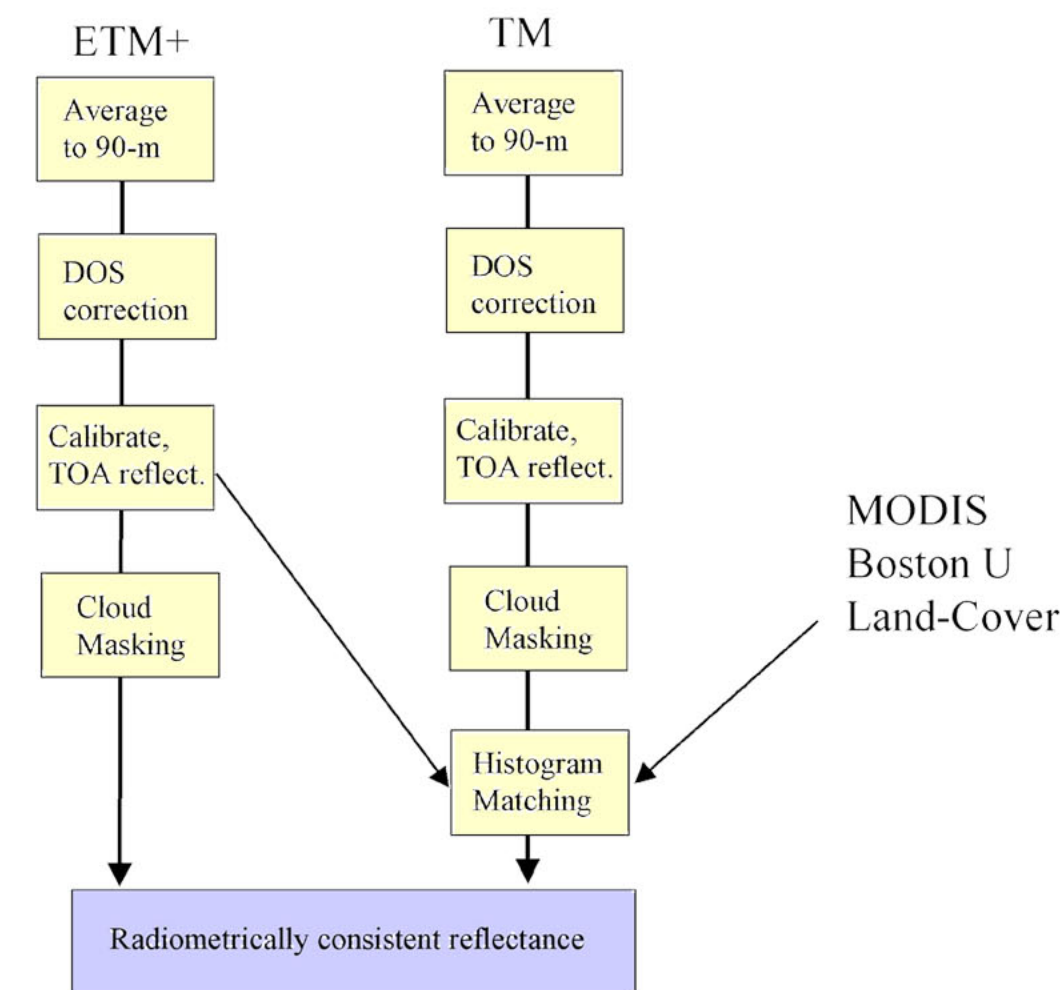 ETM+
Average
to 90-m
DOS
correction
Calibrate,
TOA reflect.
Cloud
Masking
TM
Average
to 90-m
DOS
correction
Calibrate,
TOA reflect.
Cloud
Masking
Histogram
Matching
MODIS
Boston U
Land-Cover
Radiometrically consistent reflectance